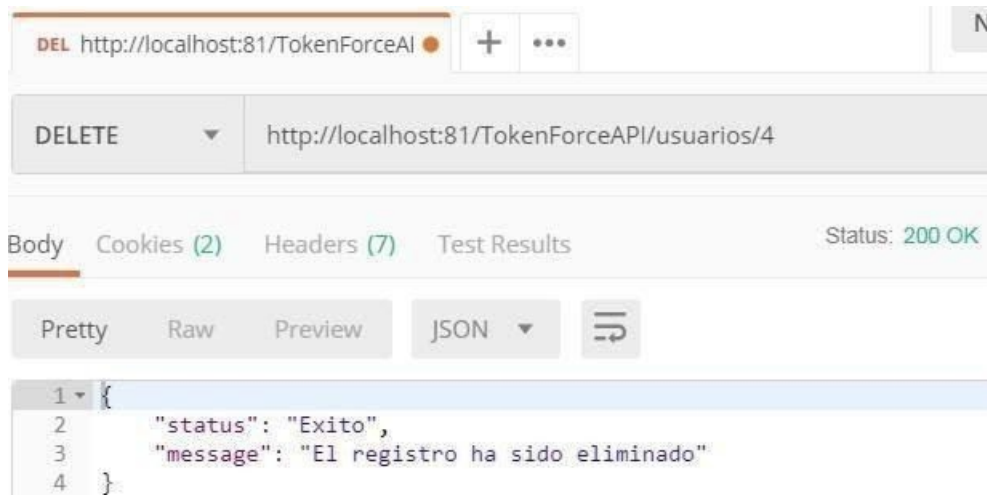 DEL http://localhost:81/TokenForceAI + •••
N
DELETE http://localhost:81/TokenForceAPI/usuarios/4
Body Cookies (2) Headers (7) Test Results Status: 200 OK
Pretty Raw Preview JSON
1 {
2 "status": "Exito",
3 "message": "El registro ha sido eliminado"
4 }